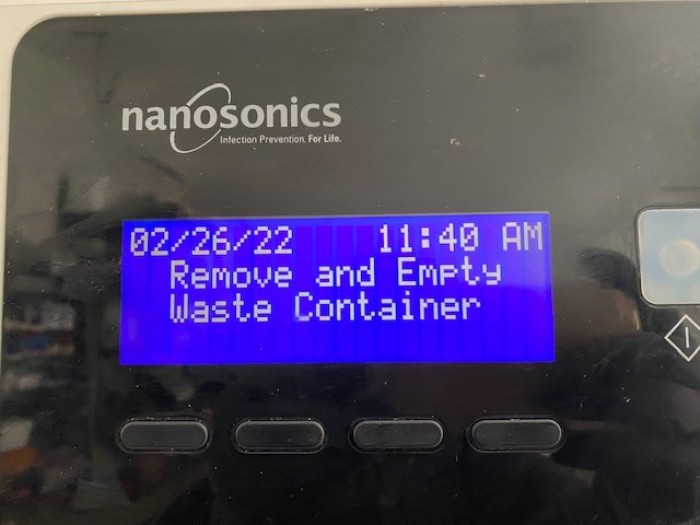 nanosonics
Infection Prevention. For Life.
02/26/22 11:40 AM
Remove and Empty
Waste Container